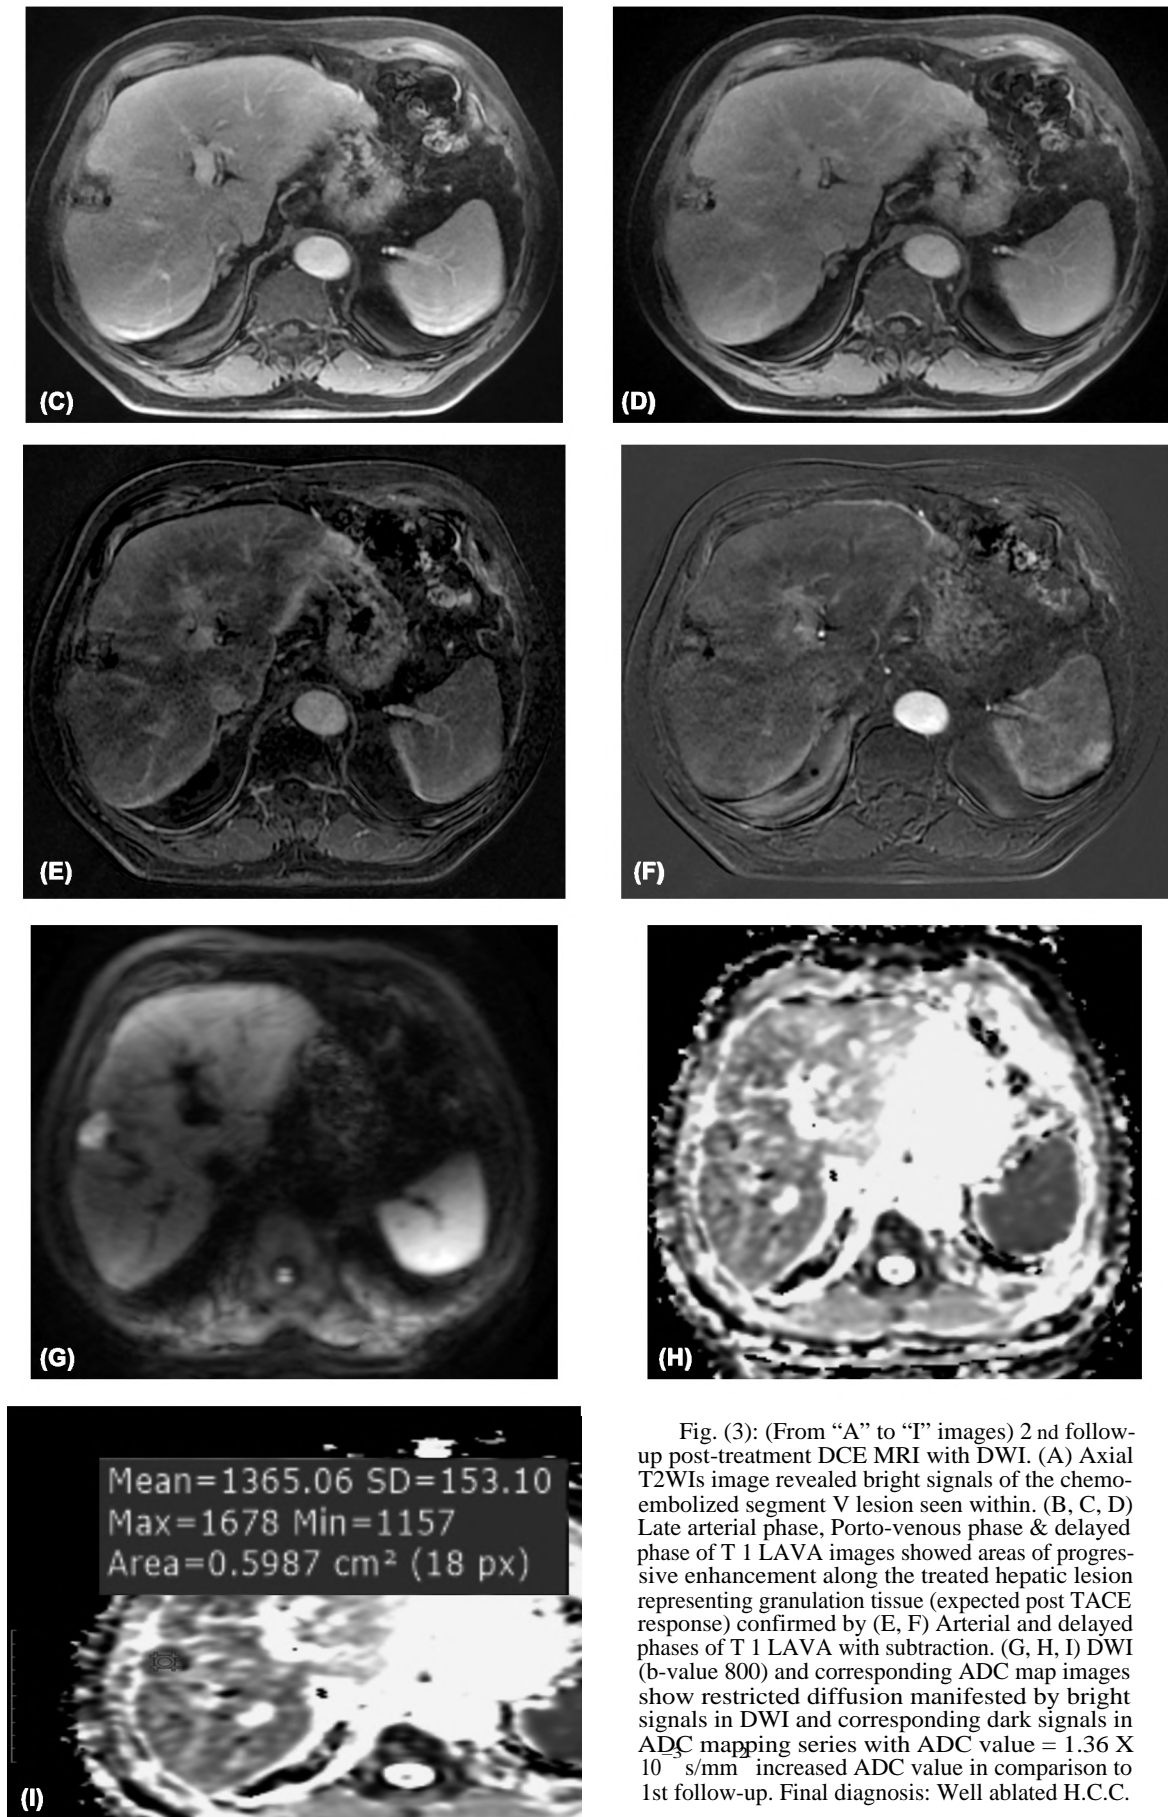 (C)
(D)
(E)
(F)
(G)
(H)
Mean=1365.06 SD=153.10
Max=1678 Min=1157
Area=0.5987 cm² (18 px)
(I)
Fig. (3): (From “A” to “I” images) 2 nd follow-
up post-treatment DCE MRI with DWI. (A) Axial
T2WIs image revealed bright signals of the chemo-
embolized segment V lesion seen within. (B, C, D)
Late arterial phase, Porto-venous phase & delayed
phase of T 1 LAVA images showed areas of progres-
sive enhancement along the treated hepatic lesion
representing granulation tissue (expected post TACE
response) confirmed by (E, F) Arterial and delayed
phases of T 1 LAVA with subtraction. (G, H, I) DWI
(b-value 800) and corresponding ADC map images
show restricted diffusion manifested by bright
signals in DWI and corresponding dark signals in
ADC mapping series with ADC value = 1.36 X
10⁻³ s/mm² increased ADC value in comparison to
1st follow-up. Final diagnosis: Well ablated H.C.C.